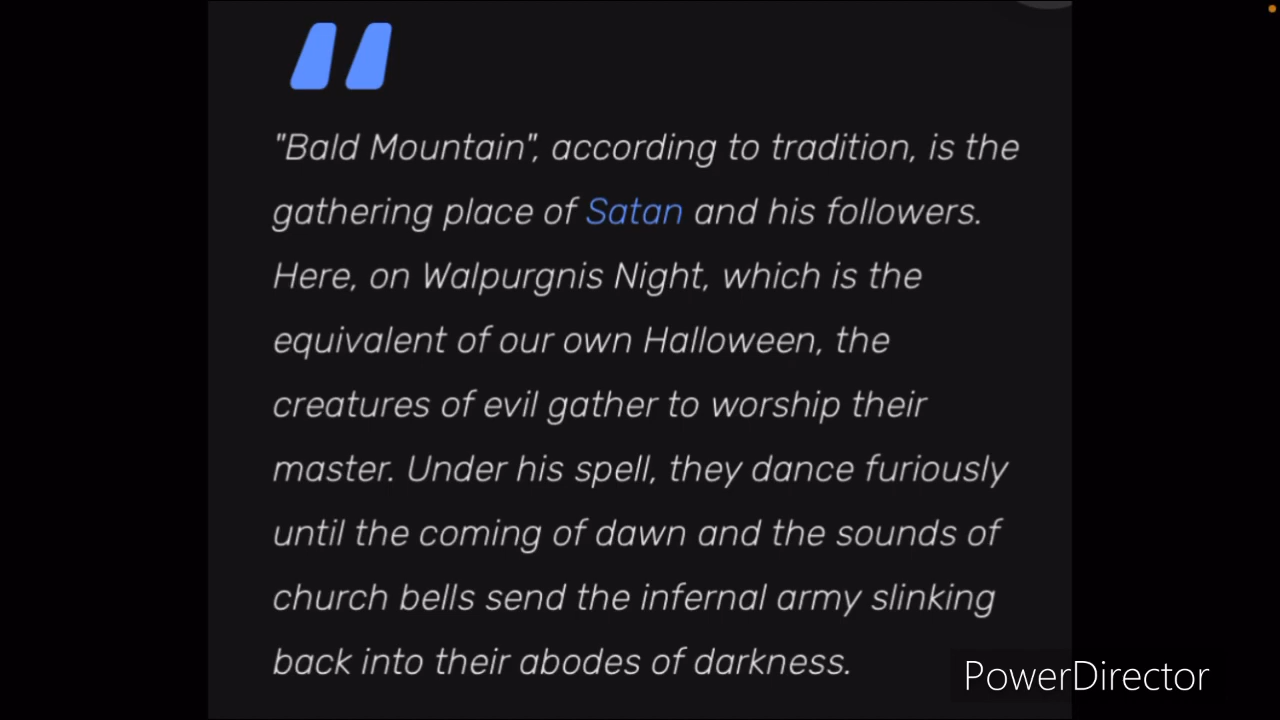 "Bald Mountain", according to tradition, is the
gathering place of Satan and his followers.
Here, on Walpurgnis Night, which is the
equivalent of our own Halloween, the
creatures of evil gather to worship their
master. Under his spell, they dance furiously
until the coming of dawn and the sounds of
church bells send the infernal army slinking
back into their abodes of darkness.
PowerDirector